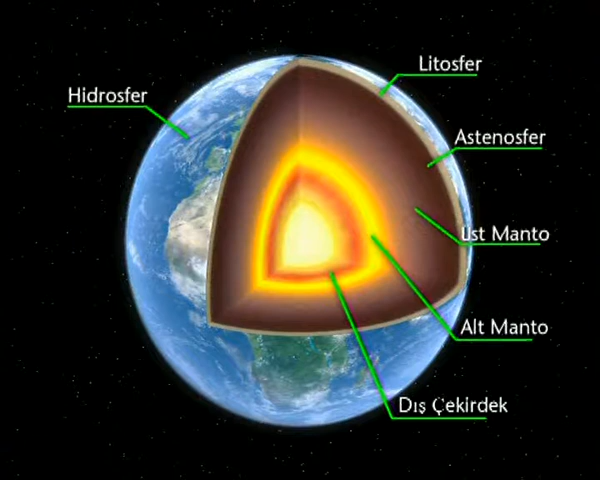 Litosfer
Hidrosfer
Astenosfer
Üst Manto
Alt Manto
Dış Çekirdek